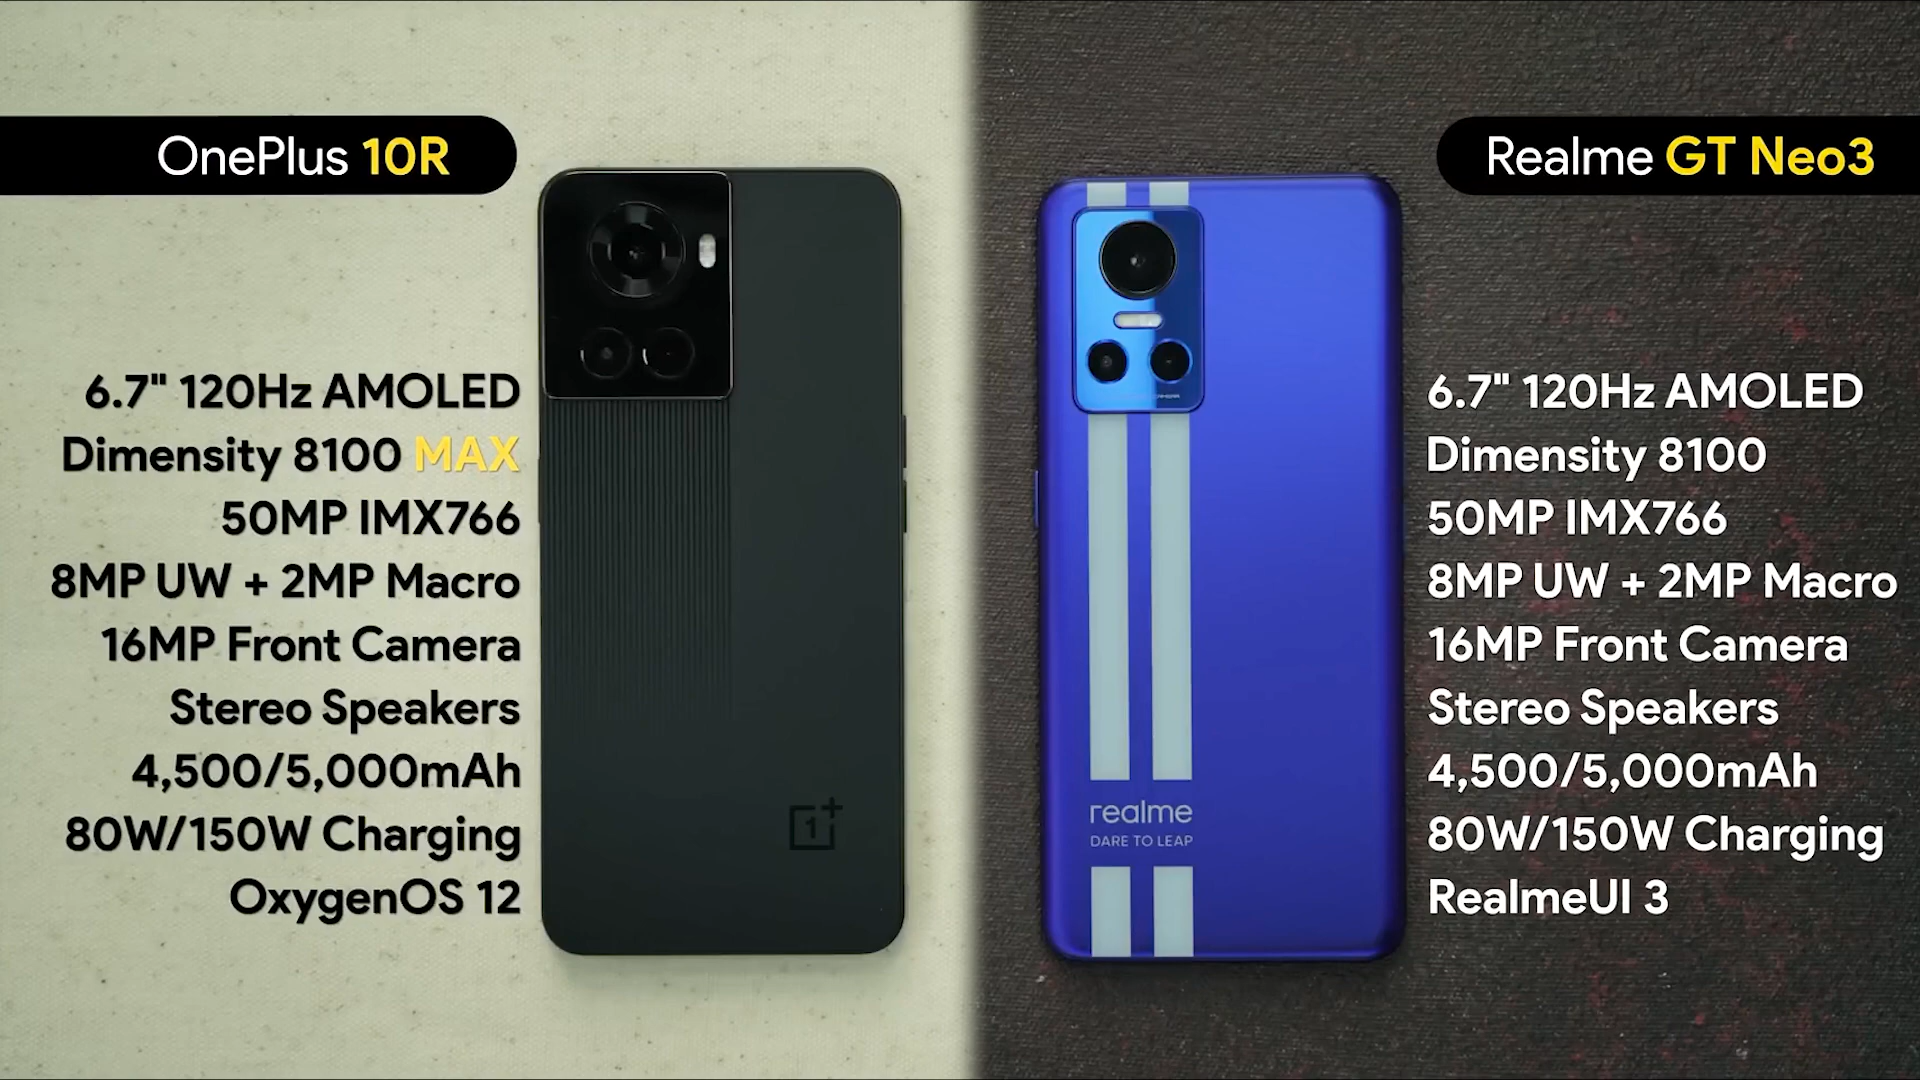 OnePlus 10R
6.7" 120Hz AMOLED
Dimensity 8100 MAX
50MP IMX766
8MP UW + 2MP Macro
16MP Front Camera
Stereo Speakers
4,500/5,000mAh
80W/150W Charging
OxygenOS 12
1+
Realme GT Neo3
6.7" 120Hz AMOLED
Dimensity 8100
50MP IMX766
8MP UW + 2MP Macro
16MP Front Camera
Stereo Speakers
4,500/5,000mAh
80W/150W Charging
RealmeUI 3
realme
DARE TO LEAP